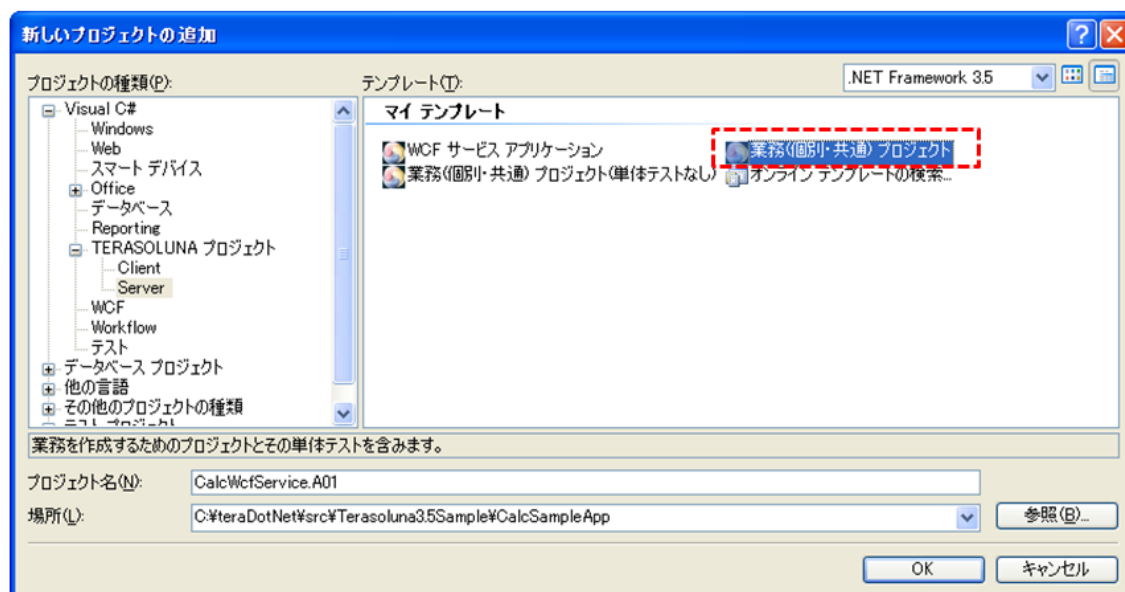 新しいプロジェクトの追加
プロジェクトの種類(P):
テンプレート(T):
.NET Framework 3.5
Visual C#
Windows
Web
スマート デバイス
Office
データベース
Reporting
TERASOLUNA プロジェクト
Client
Server
WCF
Workflow
テスト
データベース プロジェクト
他の言語
その他のプロジェクトの種類
テスト プロジェクト
マイ テンプレート
WCF サービス アプリケーション
業務(個別・共通) プロジェクト
業務(個別・共通) プロジェクト(単体テストなし)
オンライン テンプレートの検索...
業務を作成するためのプロジェクトとその単体テストを含みます。
プロジェクト名(N):
CalcWcfService.A01
場所(L):
C:¥teraDotNet¥src¥Terasoluna3.5Sample¥CalcSampleApp
参照(B)...
OK
キャンセル